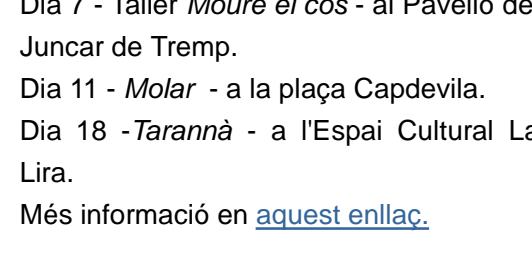 Dia 7 - Taller Moure el cos - al Pavelló de
Juncar de Tremp.
Dia 11 - Molar - a la plaça Capdevila.
Dia 18 -Tarannà - a l'Espai Cultural La
Lira.
Més informació en aquest enllaç.